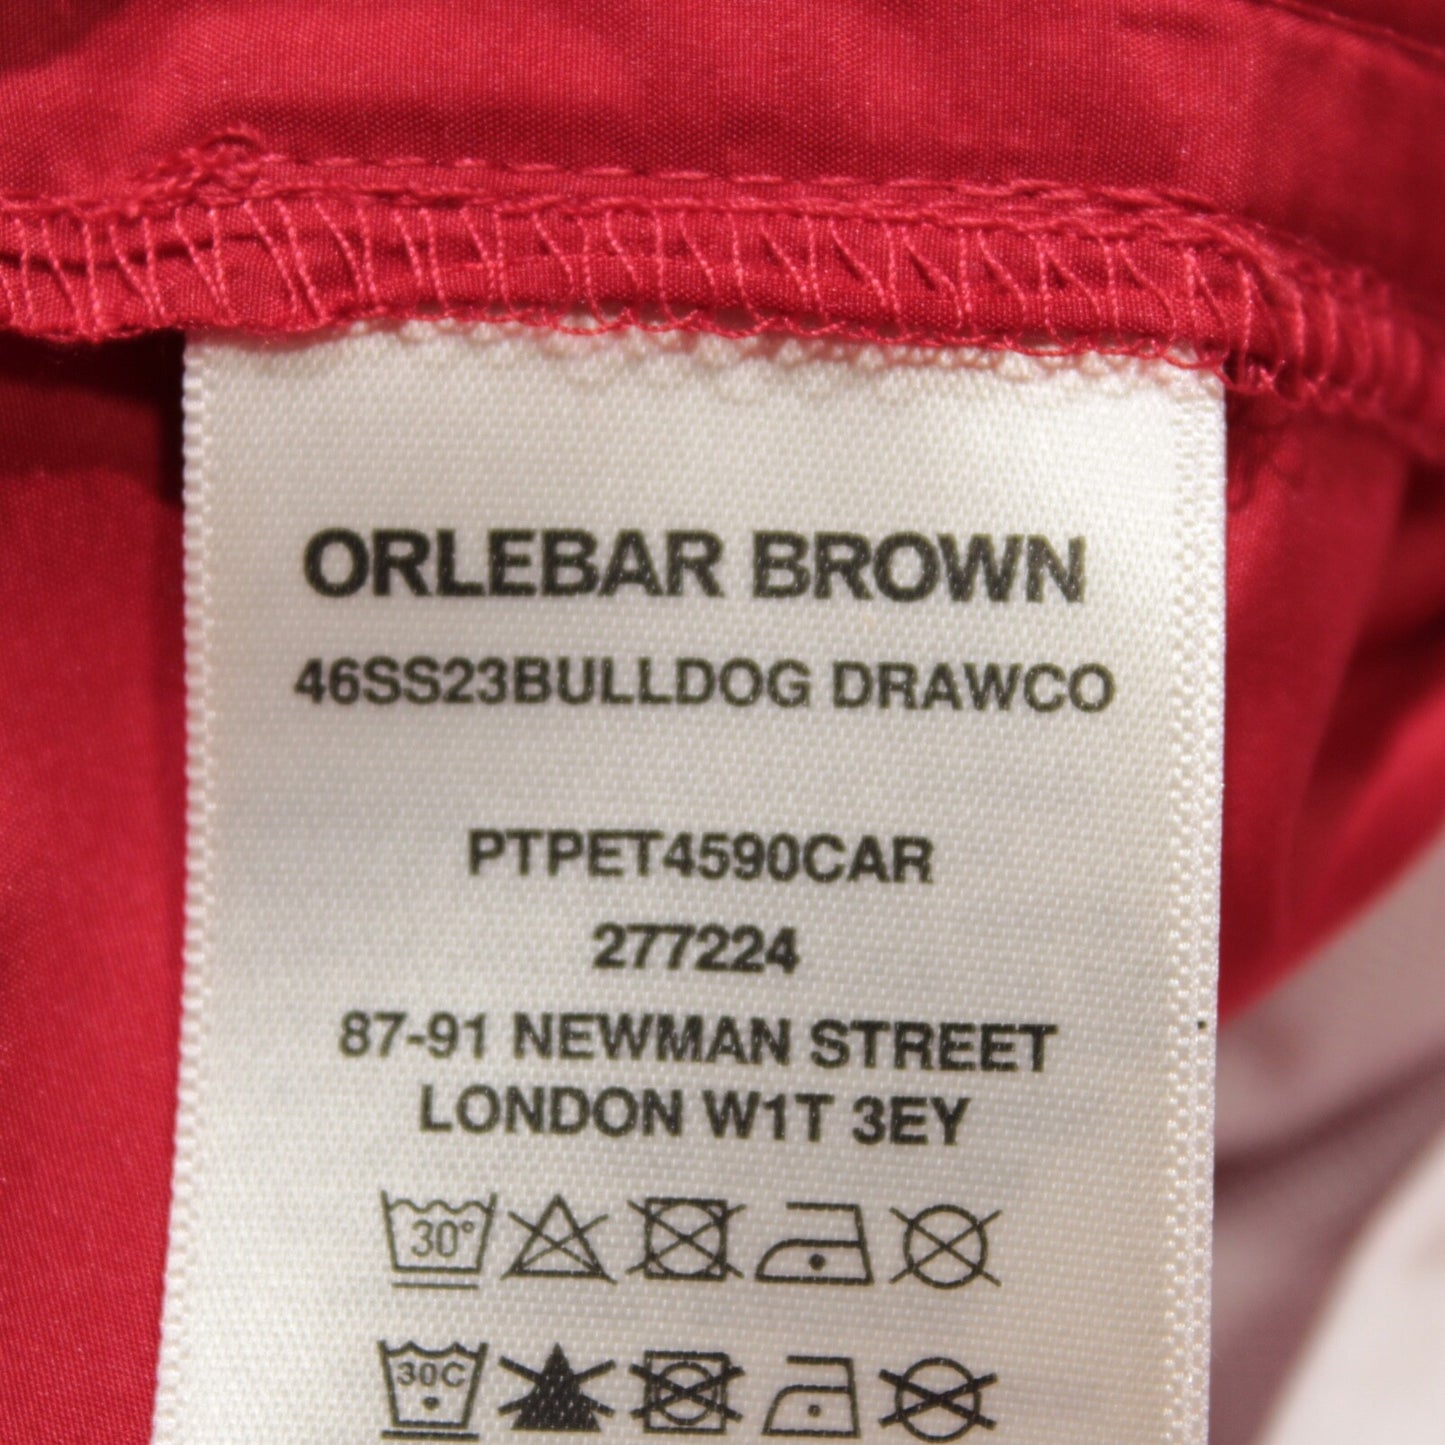 ORLEBAR BROWN
46SS23BULLDOG DRAWCO
PTPET4590CAR
277224
87-91 NEWMAN STREET
LONDON W1T 3EY
30°
30C